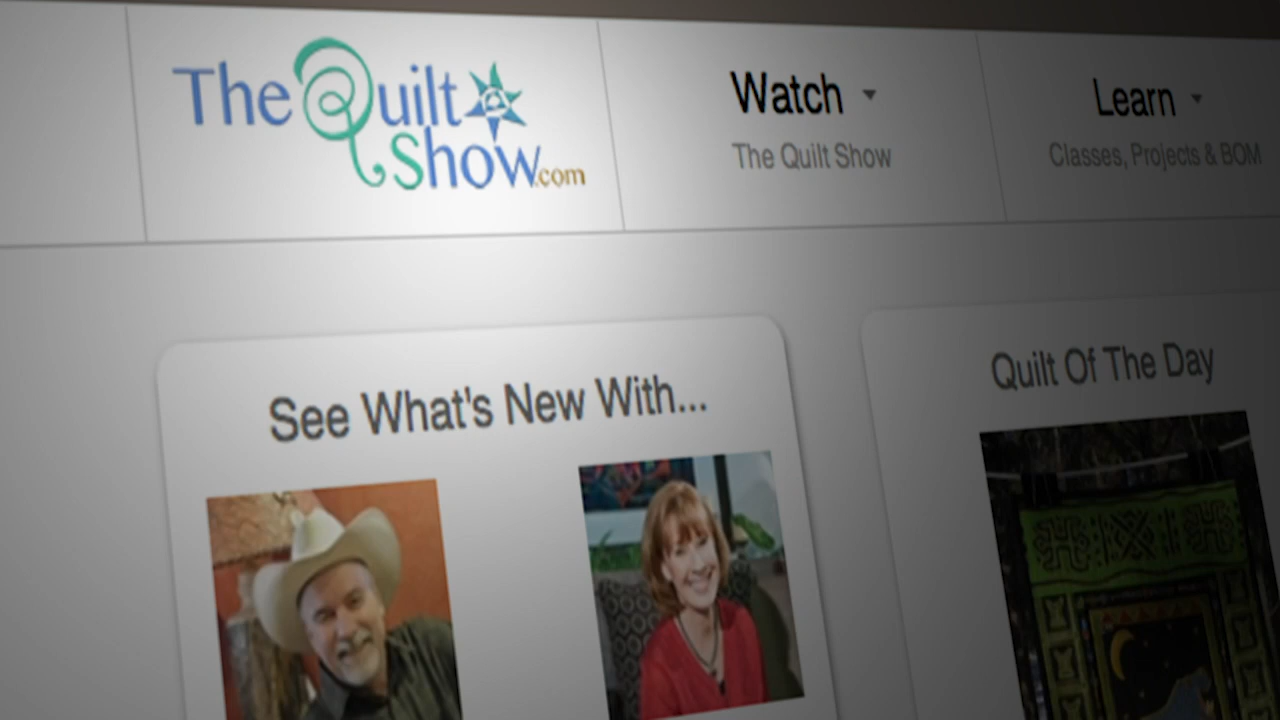 The Quilt
Show.com
Watch
The Quilt Show
Learn
Classes, Projects & BOM
See What's New With...
Quilt Of The Day